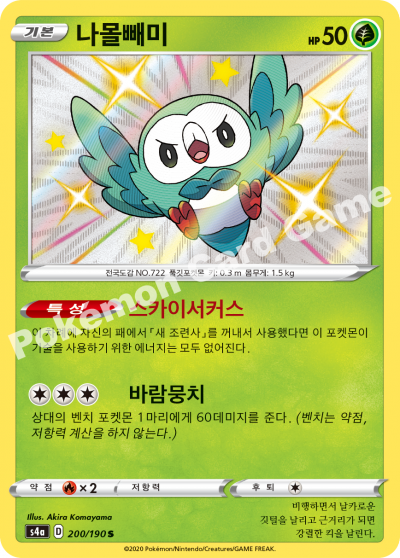 기본 나몰빼미 HP 50
전국도감 NO.722 풀깃포켓몬 키: 0.3 m 몸무게: 1.5 kg
특성 스카이서커스
이 차례에 자신의 패에서 「새 조련사」를 꺼내서 사용했다면 이 포켓몬이
기술을 사용하기 위한 에너지는 모두 없어진다.
바람뭉치
상대의 벤치 포켓몬 1마리에게 60데미지를 준다. (벤치는 약점,
저항력 계산을 하지 않는다.)
약점 ×2 저항력 후퇴
Illus. Akira Komayama
s4a D 200/190 S
비행하면서 날카로운
깃털을 날리고 근거리가 되면
강렬한 킥을 날린다.
©2020 Pokémon/Nintendo/Creatures/GAME FREAK.
Pokémon Card Game